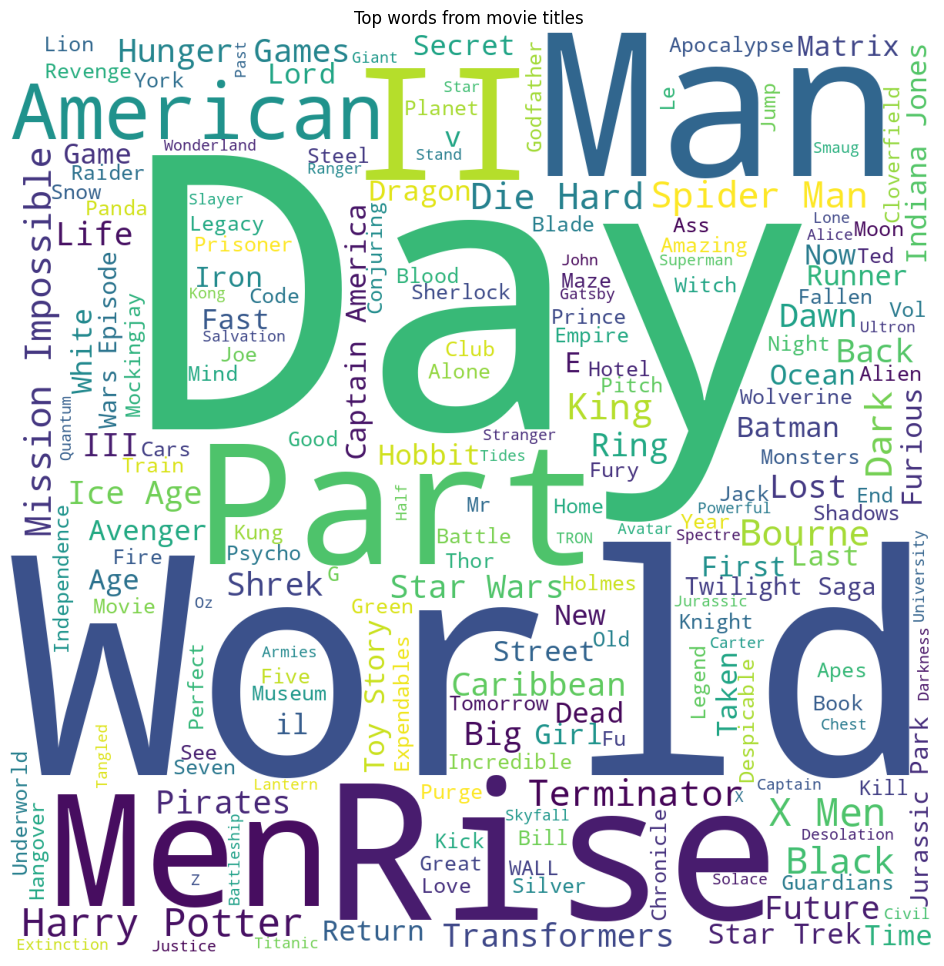 Top words from movie titles
Lion
Hunger Games
Past
Giant
Secret
Apocalypse
Matrix
Revenge
York
Lord
Star
Godfather
Man
Le
Jump
Indiana Jones
American
II
Planet
v
Cloverfield
Wonderland
Steel
Stand
Smaug
Game
Raider
Ranger
Snow
Slayer
Dragon
Die Hard
Spider Man
Panda
Legacy
Life
Prisoner
Conjuring
Blade
Ass
Lone
Alice
Moon
Mission Impossible
Day
Amazing
Now
Ted
Iron
Blood
John
Superman
Kong
Code
Sherlock
Maze
Gatsby
Witch
Runner
Fallen
Vol
White
Wars Episode
Mockingjay
Fast
Salvation
Captain America
Prince
Empire
Dawn
Ultron
Joe
Club
Night
Back
Mind
Alone
E
Hotel
Pitch
Ocean
Alien
Quantum
King
Wolverine
Dark
Furious
III
Cars
Good
Stranger
Ring
Batman
Train
Hobbit
Tides
Fury
Monsters
Ice Age
Part
Half
Mr
Home
Jack
Lost
End
Powerful
Shadows
Independence
Avenger
Kung
Battle
TRON
Avatar
Year
Spectre
Bourne
Fire
Psycho
Thor
First
Last
University
Age
G
Shrek
Star Wars
Holmes
Twilight Saga
Movie
Oz
Green
New
Jurassic
Knight
World
Perfect
Armies
Toy Story
Expendables
Street
Old
Legend
Taken
Carter
Darkness
Five
Museum
Caribbean
Despicable
Apes
il
Tomorrow
Dead
Book
Chest
Tangled
See
Big
Girl
Fu
Seven
Incredible
Jurassic Park
Underworld
Lantern
Purge
Terminator
X
Captain
Kill
Hangover
Men
Pirates
Rise
Skyfall
X Men
Battleship
Kick
Bill
Chronicle
Desolation
Z
Great
WALL
Black
Love
Silver
Solace
Guardians
Harry Potter
Future
Civil
Extinction
Justice
Titanic
Return
Transformers
Star Trek
Time